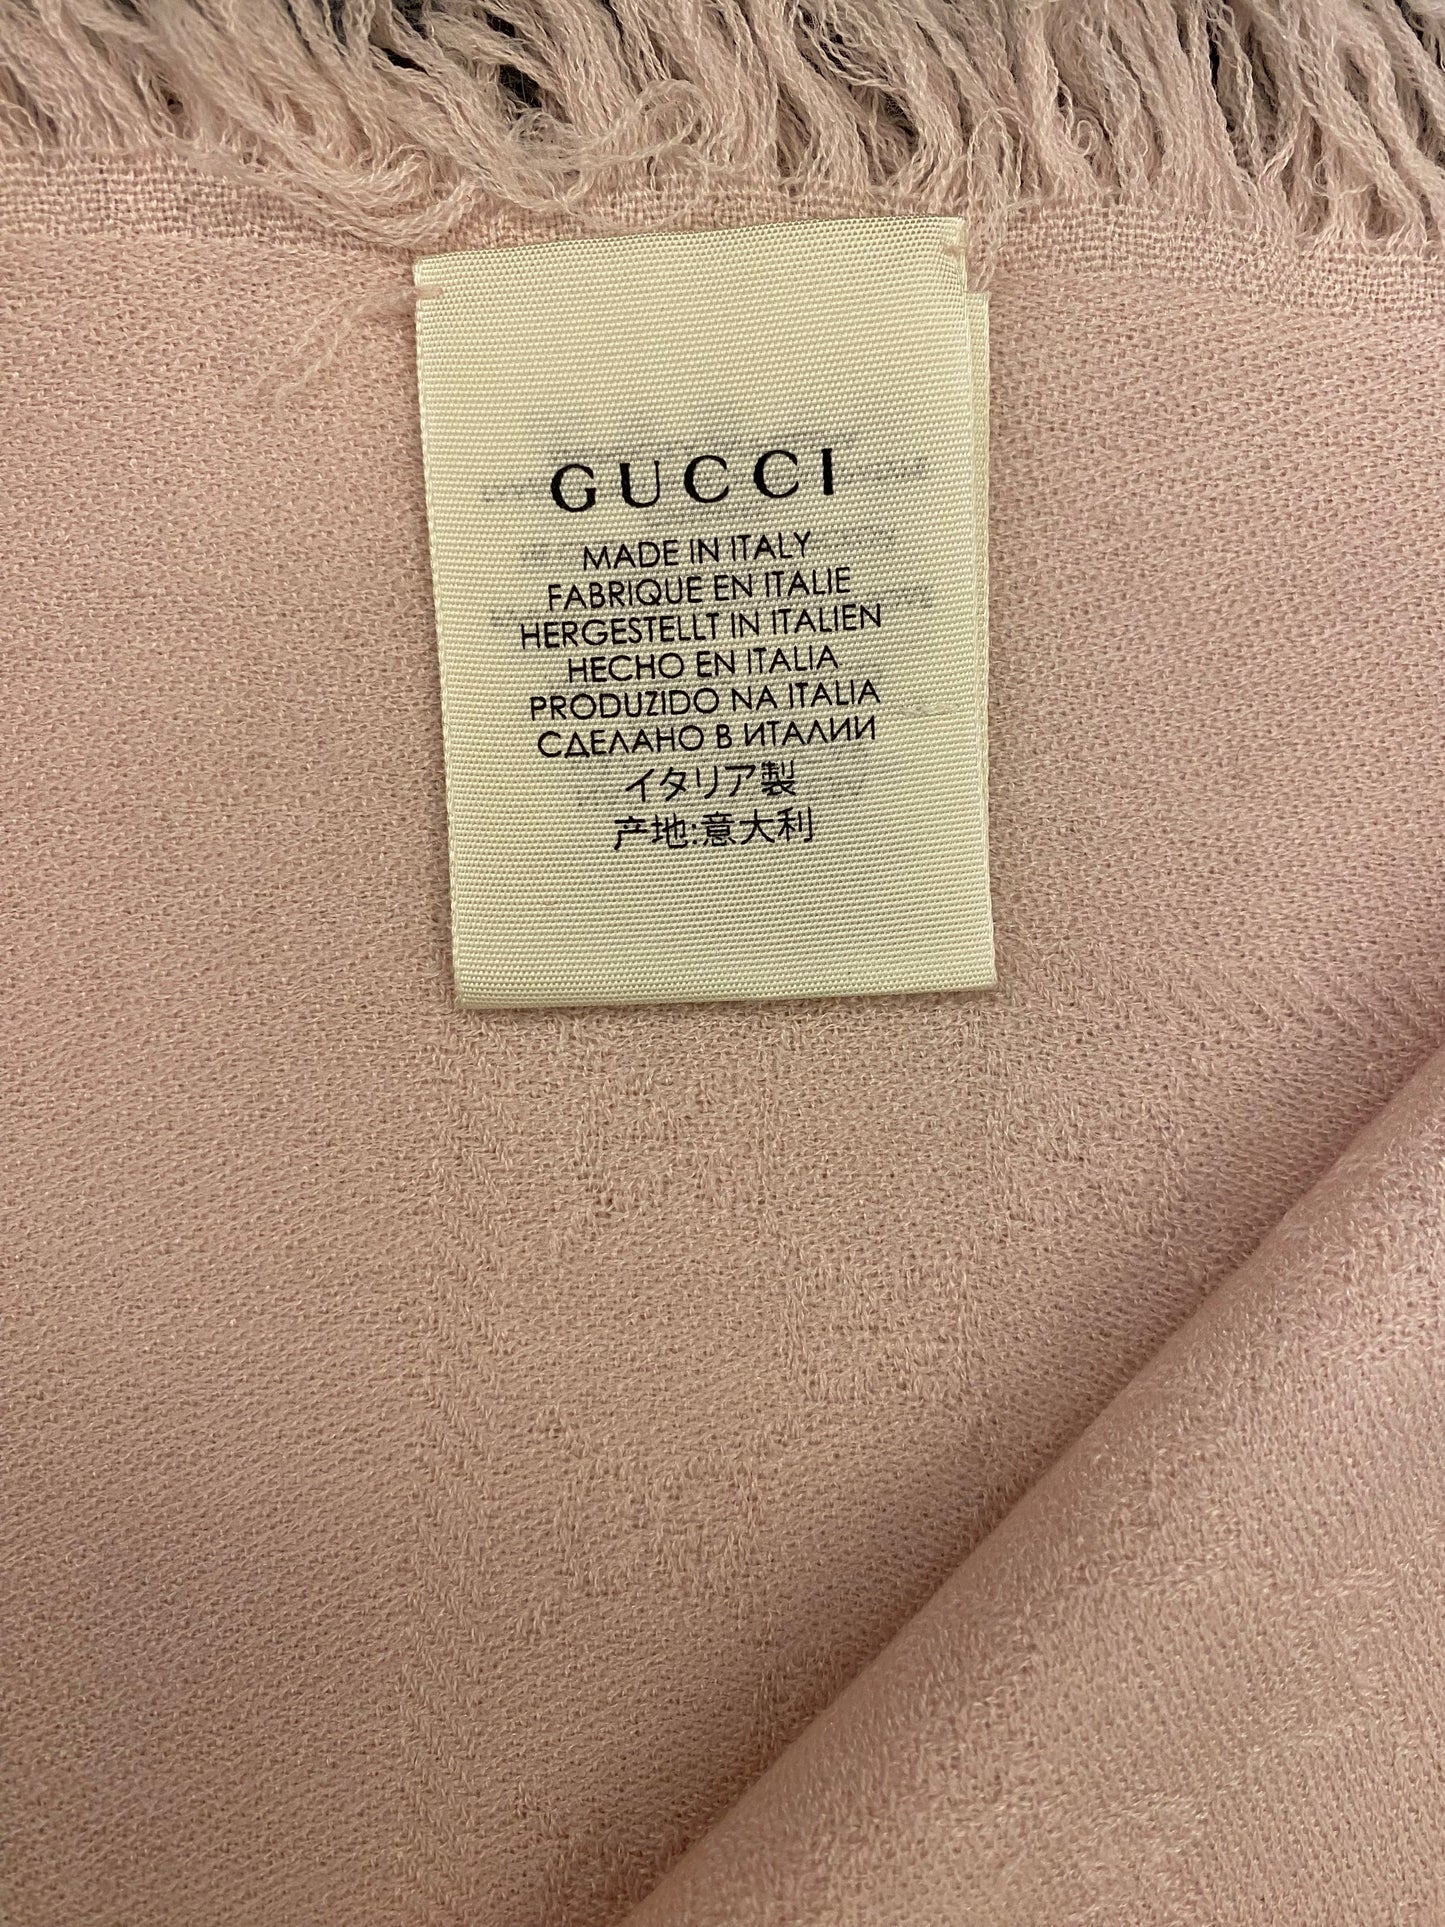 GUCCI
MADE IN ITALY
FABRIQUE EN ITALIE
HERGESTELLT IN ITALIEN
HECHO EN ITALIA
PRODUZIDO NA ITALIA
СДЕЛАНО В ИТАЛИИ
イタリア製
产地:意大利